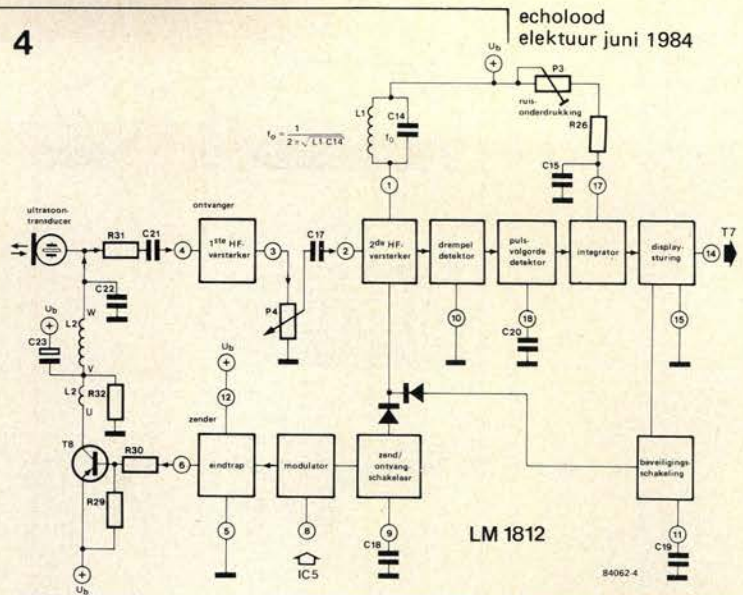 4
echolood
elektuur juni 1984
Ub
+
P3
ruis-
onderdrukking
R26
L1
C14
f₀
f₀ = 1 / 2π√L1·C14
C15
1
17
ultratoon-
transducer
R31
C21
4
ontvanger
1ste HF-
versterker
3
C17
2
2de HF-
versterker
drempel
detektor
puls-
volgorde
detektor
integrator
display-
sturing
14
T7
P4
10
18
C20
15
C22
Ub
+
C23
L2
W
V
L2
U
R32
T8
R30
6
R29
Ub
+
Ub
+
12
zender
eindtrap
5
modulator
8
IC5
zend/
ontvang-
schakelaar
9
C18
beveiligings-
schakeling
11
C19
LM 1812
84062-4